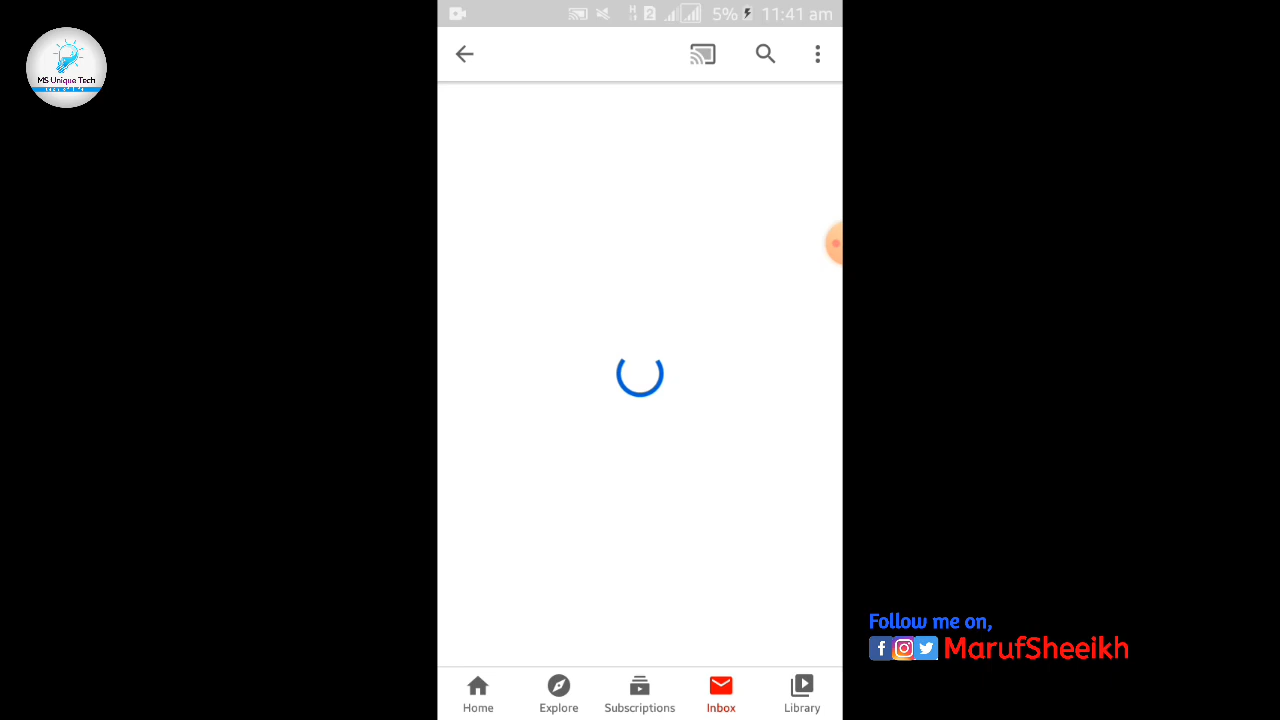 5% 11:41 am
MS Unique Tech
Follow me on,
MarufSheeikh
Home Explore Subscriptions Inbox Library